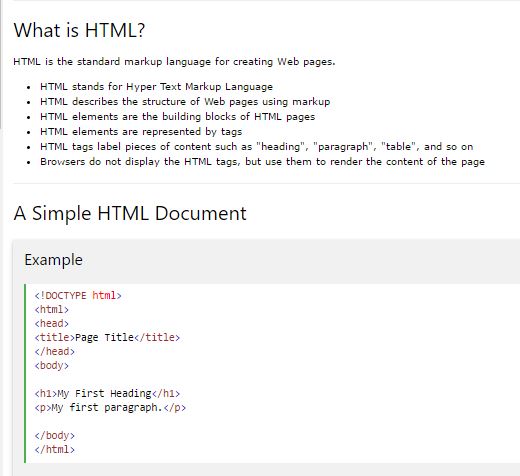 What is HTML?
HTML is the standard markup language for creating Web pages.
HTML stands for Hyper Text Markup Language
HTML describes the structure of Web pages using markup
HTML elements are the building blocks of HTML pages
HTML elements are represented by tags
HTML tags label pieces of content such as "heading", "paragraph", "table", and so on
Browsers do not display the HTML tags, but use them to render the content of the page
A Simple HTML Document
Example
<!DOCTYPE html>
<html>
<head>
<title>Page Title</title>
</head>
<body>
<h1>My First Heading</h1>
<p>My first paragraph.</p>
</body>
</html>